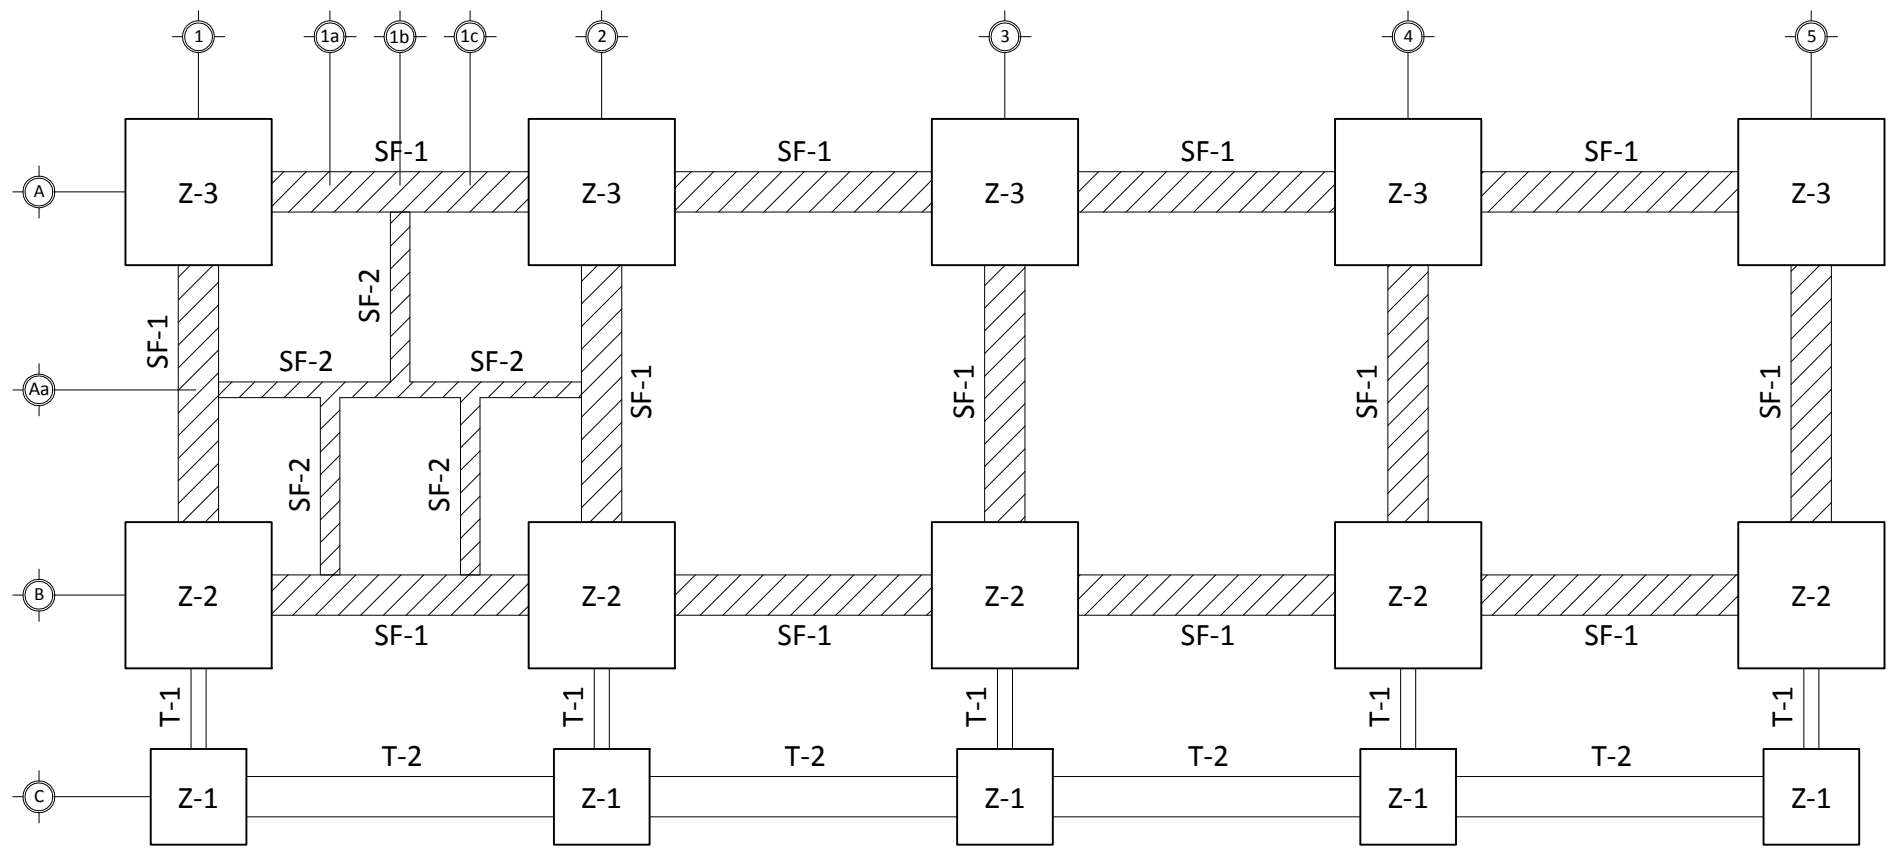 1 1a 1b 1c 2 3 4 5
SF-1 SF-1 SF-1 SF-1
A Z-3 Z-3 Z-3 Z-3 Z-3
SF-2
SF-1
SF-2 SF-2
Aa SF-1 SF-1 SF-1 SF-1
SF-2 SF-2
B Z-2 Z-2 Z-2 Z-2 Z-2
SF-1 SF-1 SF-1 SF-1
T-1 T-1 T-1 T-1 T-1
T-2 T-2 T-2 T-2
C Z-1 Z-1 Z-1 Z-1 Z-1